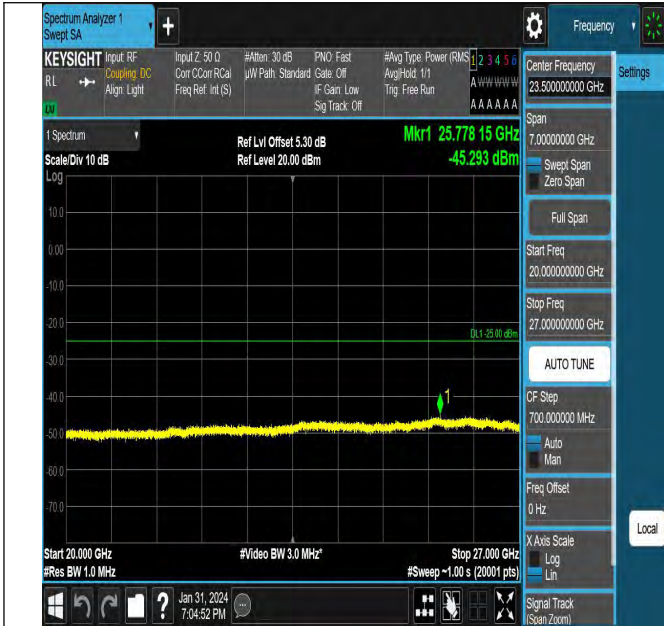 Spectrum Analyzer 1
Swept SA
Frequency
KEYSIGHT
Input: RF
Coupling: DC
Align: Light
Input Z: 50 Ω
Corr CCorr RCal
Freq Ref: Int (S)
#Atten: 30 dB
µW Path: Standard
PNO: Fast
Gate: Off
IF Gain: Low
Sig Track: Off
#Avg Type: Power (RMS
Avg|Hold: 1/1
Trig: Free Run
1 2 3 4 5 6
A W W W W W
A A A A A A
RL
1 Spectrum
Scale/Div 10 dB
Ref Lvl Offset 5.30 dB
Ref Level 20.00 dBm
Mkr1 25.778 15 GHz
-45.293 dBm
Log
10.0
0.00
-10.0
-20.0
DL1 -25.00 dBm
-30.0
-40.0
1
-50.0
-60.0
-70.0
Start 20.000 GHz
#Res BW 1.0 MHz
#Video BW 3.0 MHz*
Stop 27.000 GHz
#Sweep ~1.00 s (20001 pts)
Jan 31, 2024
7:04:52 PM
Center Frequency
23.500000000 GHz
Settings
Span
7.00000000 GHz
Swept Span
Zero Span
Full Span
Start Freq
20.000000000 GHz
Stop Freq
27.000000000 GHz
AUTO TUNE
CF Step
700.000000 MHz
Auto
Man
Freq Offset
0 Hz
Local
X Axis Scale
Log
Lin
Signal Track
(Span Zoom)